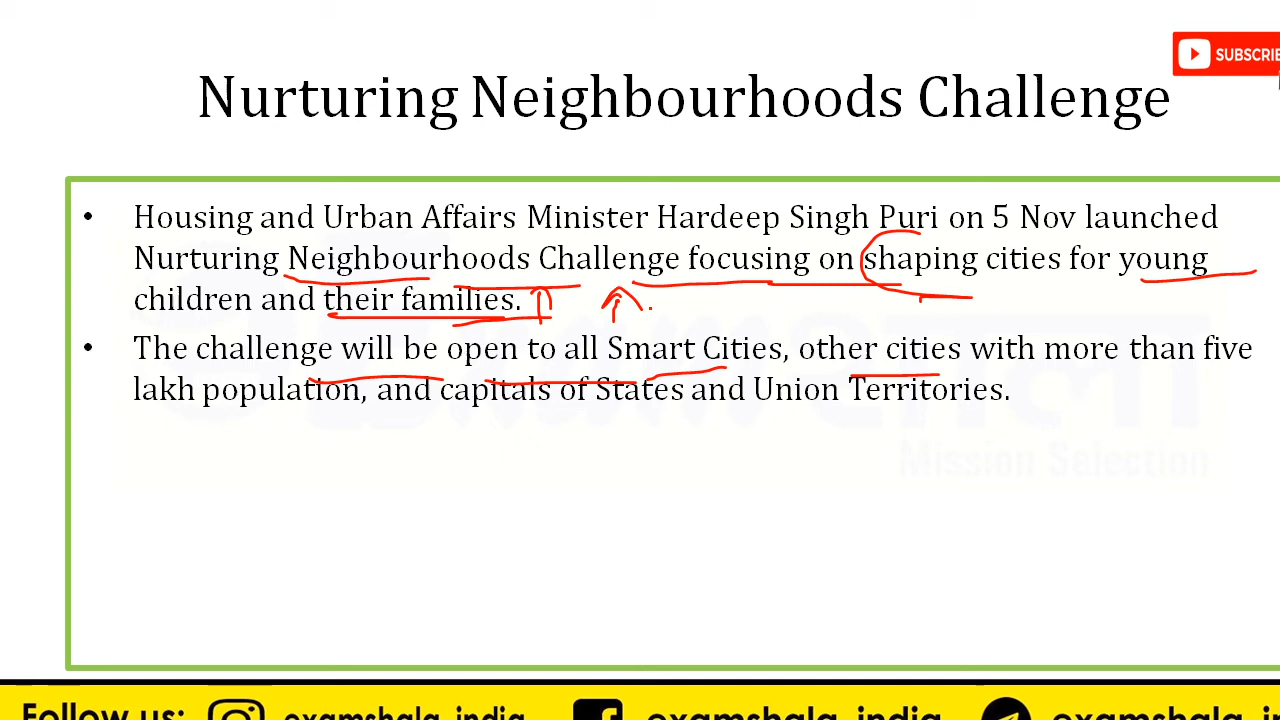 SUBSCRIBE
Nurturing Neighbourhoods Challenge
• Housing and Urban Affairs Minister Hardeep Singh Puri on 5 Nov launched
Nurturing Neighbourhoods Challenge focusing on shaping cities for young
children and their families.
• The challenge will be open to all Smart Cities, other cities with more than five
lakh population, and capitals of States and Union Territories.
Mission Selection
Follow us: examshala_india examshala_india examshala_i